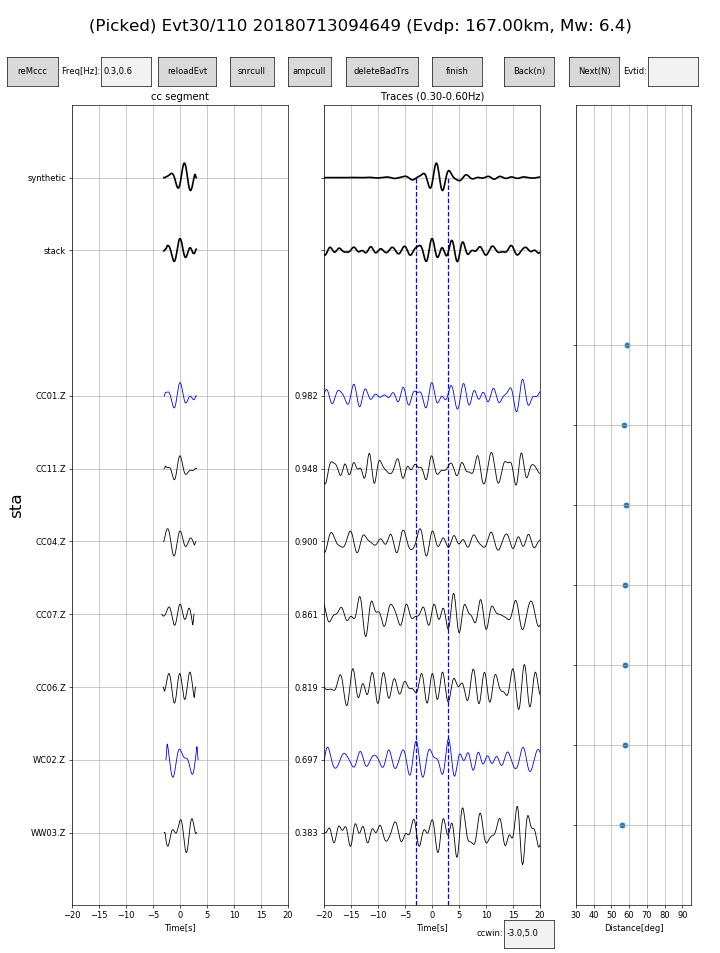 (Picked) Evt30/110 20180713094649 (Evdp: 167.00km, Mw: 6.4)
reMccc Freq[Hz]: 0.3,0.6 reloadEvt snrcull ampcull deleteBadTrs finish Back(n) Next(N) Evtid:
cc segment Traces (0.30-0.60Hz)
synthetic
stack
CC01.Z 0.982
CC11.Z 0.948
sta
CC04.Z 0.900
CC07.Z 0.861
CC06.Z 0.819
WC02.Z 0.697
WW03.Z 0.383
−20 −15 −10 −5 0 5 10 15 20 −20 −15 −10 −5 0 5 10 15 20 30 40 50 60 70 80 90
Time[s] Time[s] Distance[deg]
ccwin: -3.0,5.0